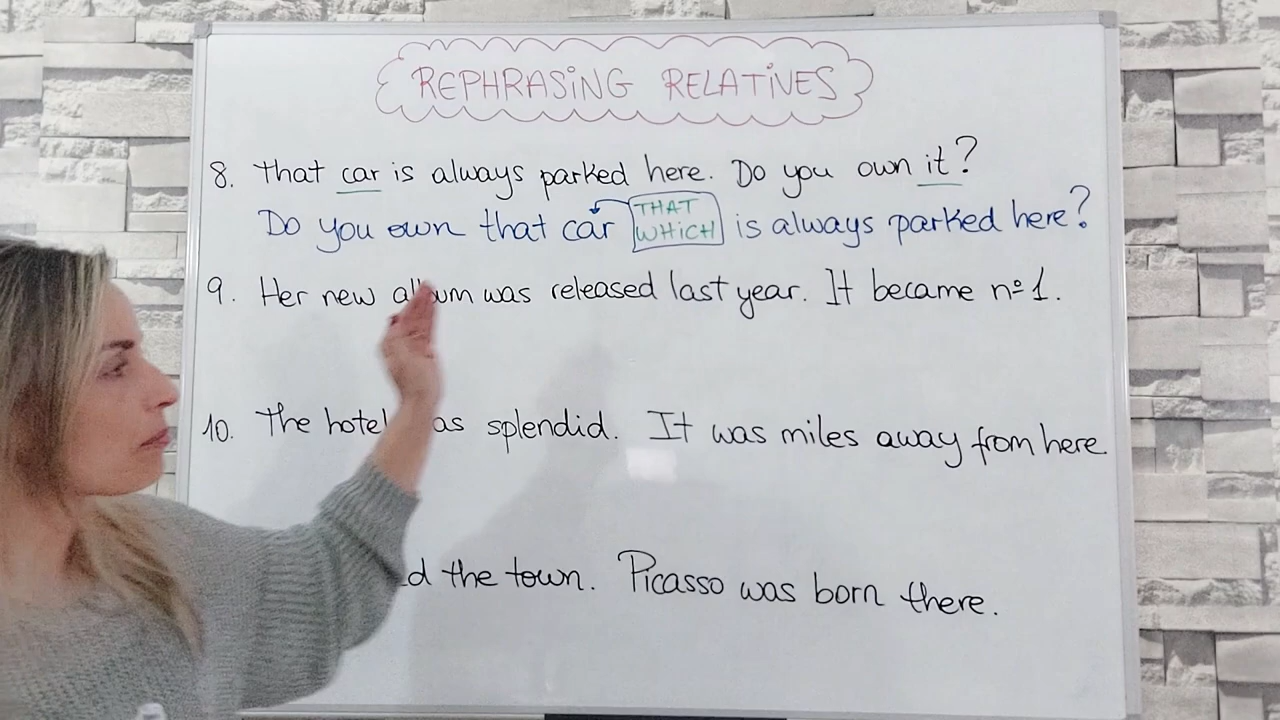 REPHRASING RELATIVES
8. That car is always parked here. Do you own it?
Do you own that car THAT WHICH is always parked here?
9. Her new album was released last year. It became nº 1.
10. The hotel splendid. It was miles away from here
the town. Picasso was born there.